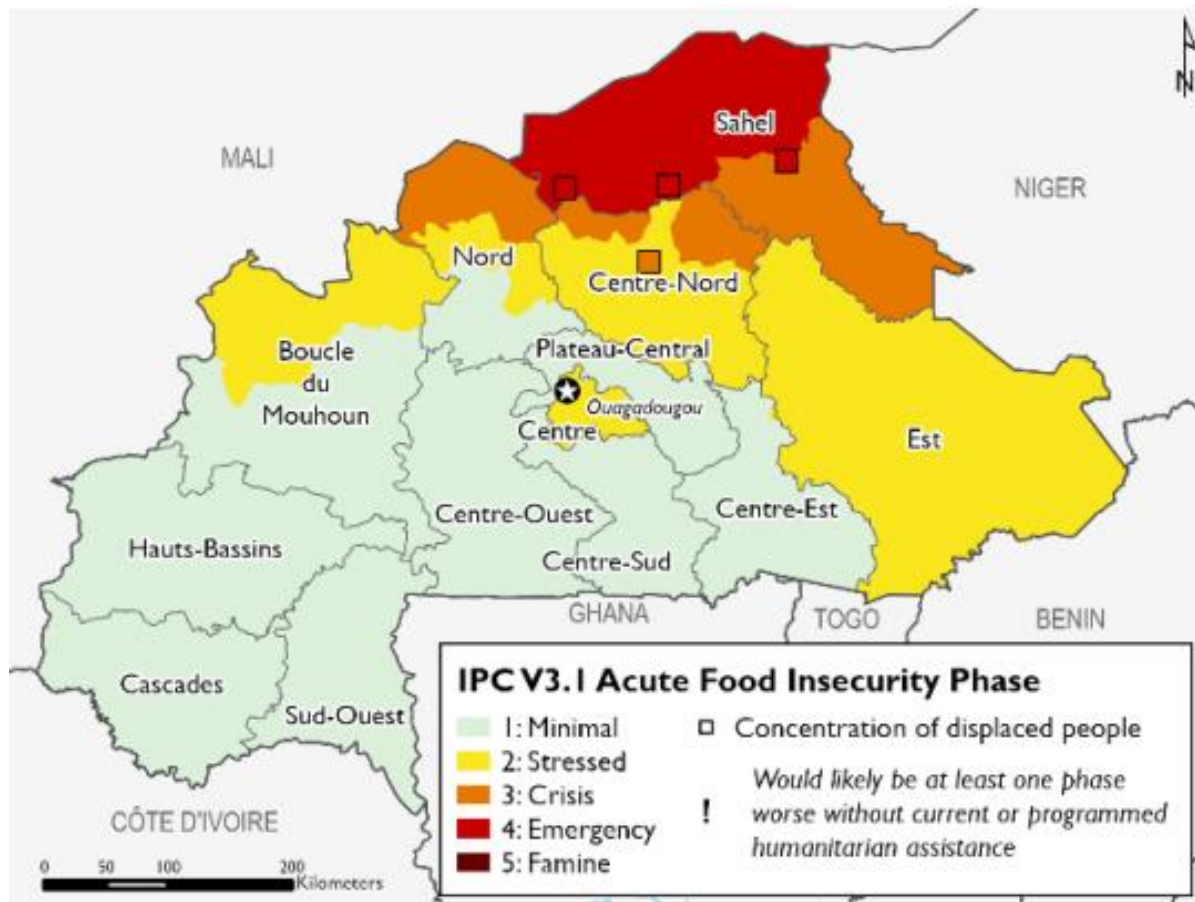 N
Sahel
MALI
NIGER
Nord
Centre-Nord
Boucle
du
Mouhoun
Plateau-Central
Ouagadougou
Centre
Est
Centre-Ouest
Centre-Est
Hauts-Bassins
Centre-Sud
GHANA
TOGO
BENIN
Cascades
Sud-Ouest
CÔTE D'IVOIRE
0 50 100 200
Kilometers
IPC V3.1 Acute Food Insecurity Phase
1: Minimal
2: Stressed
3: Crisis
4: Emergency
5: Famine
Concentration of displaced people
Would likely be at least one phase
! worse without current or programmed
humanitarian assistance